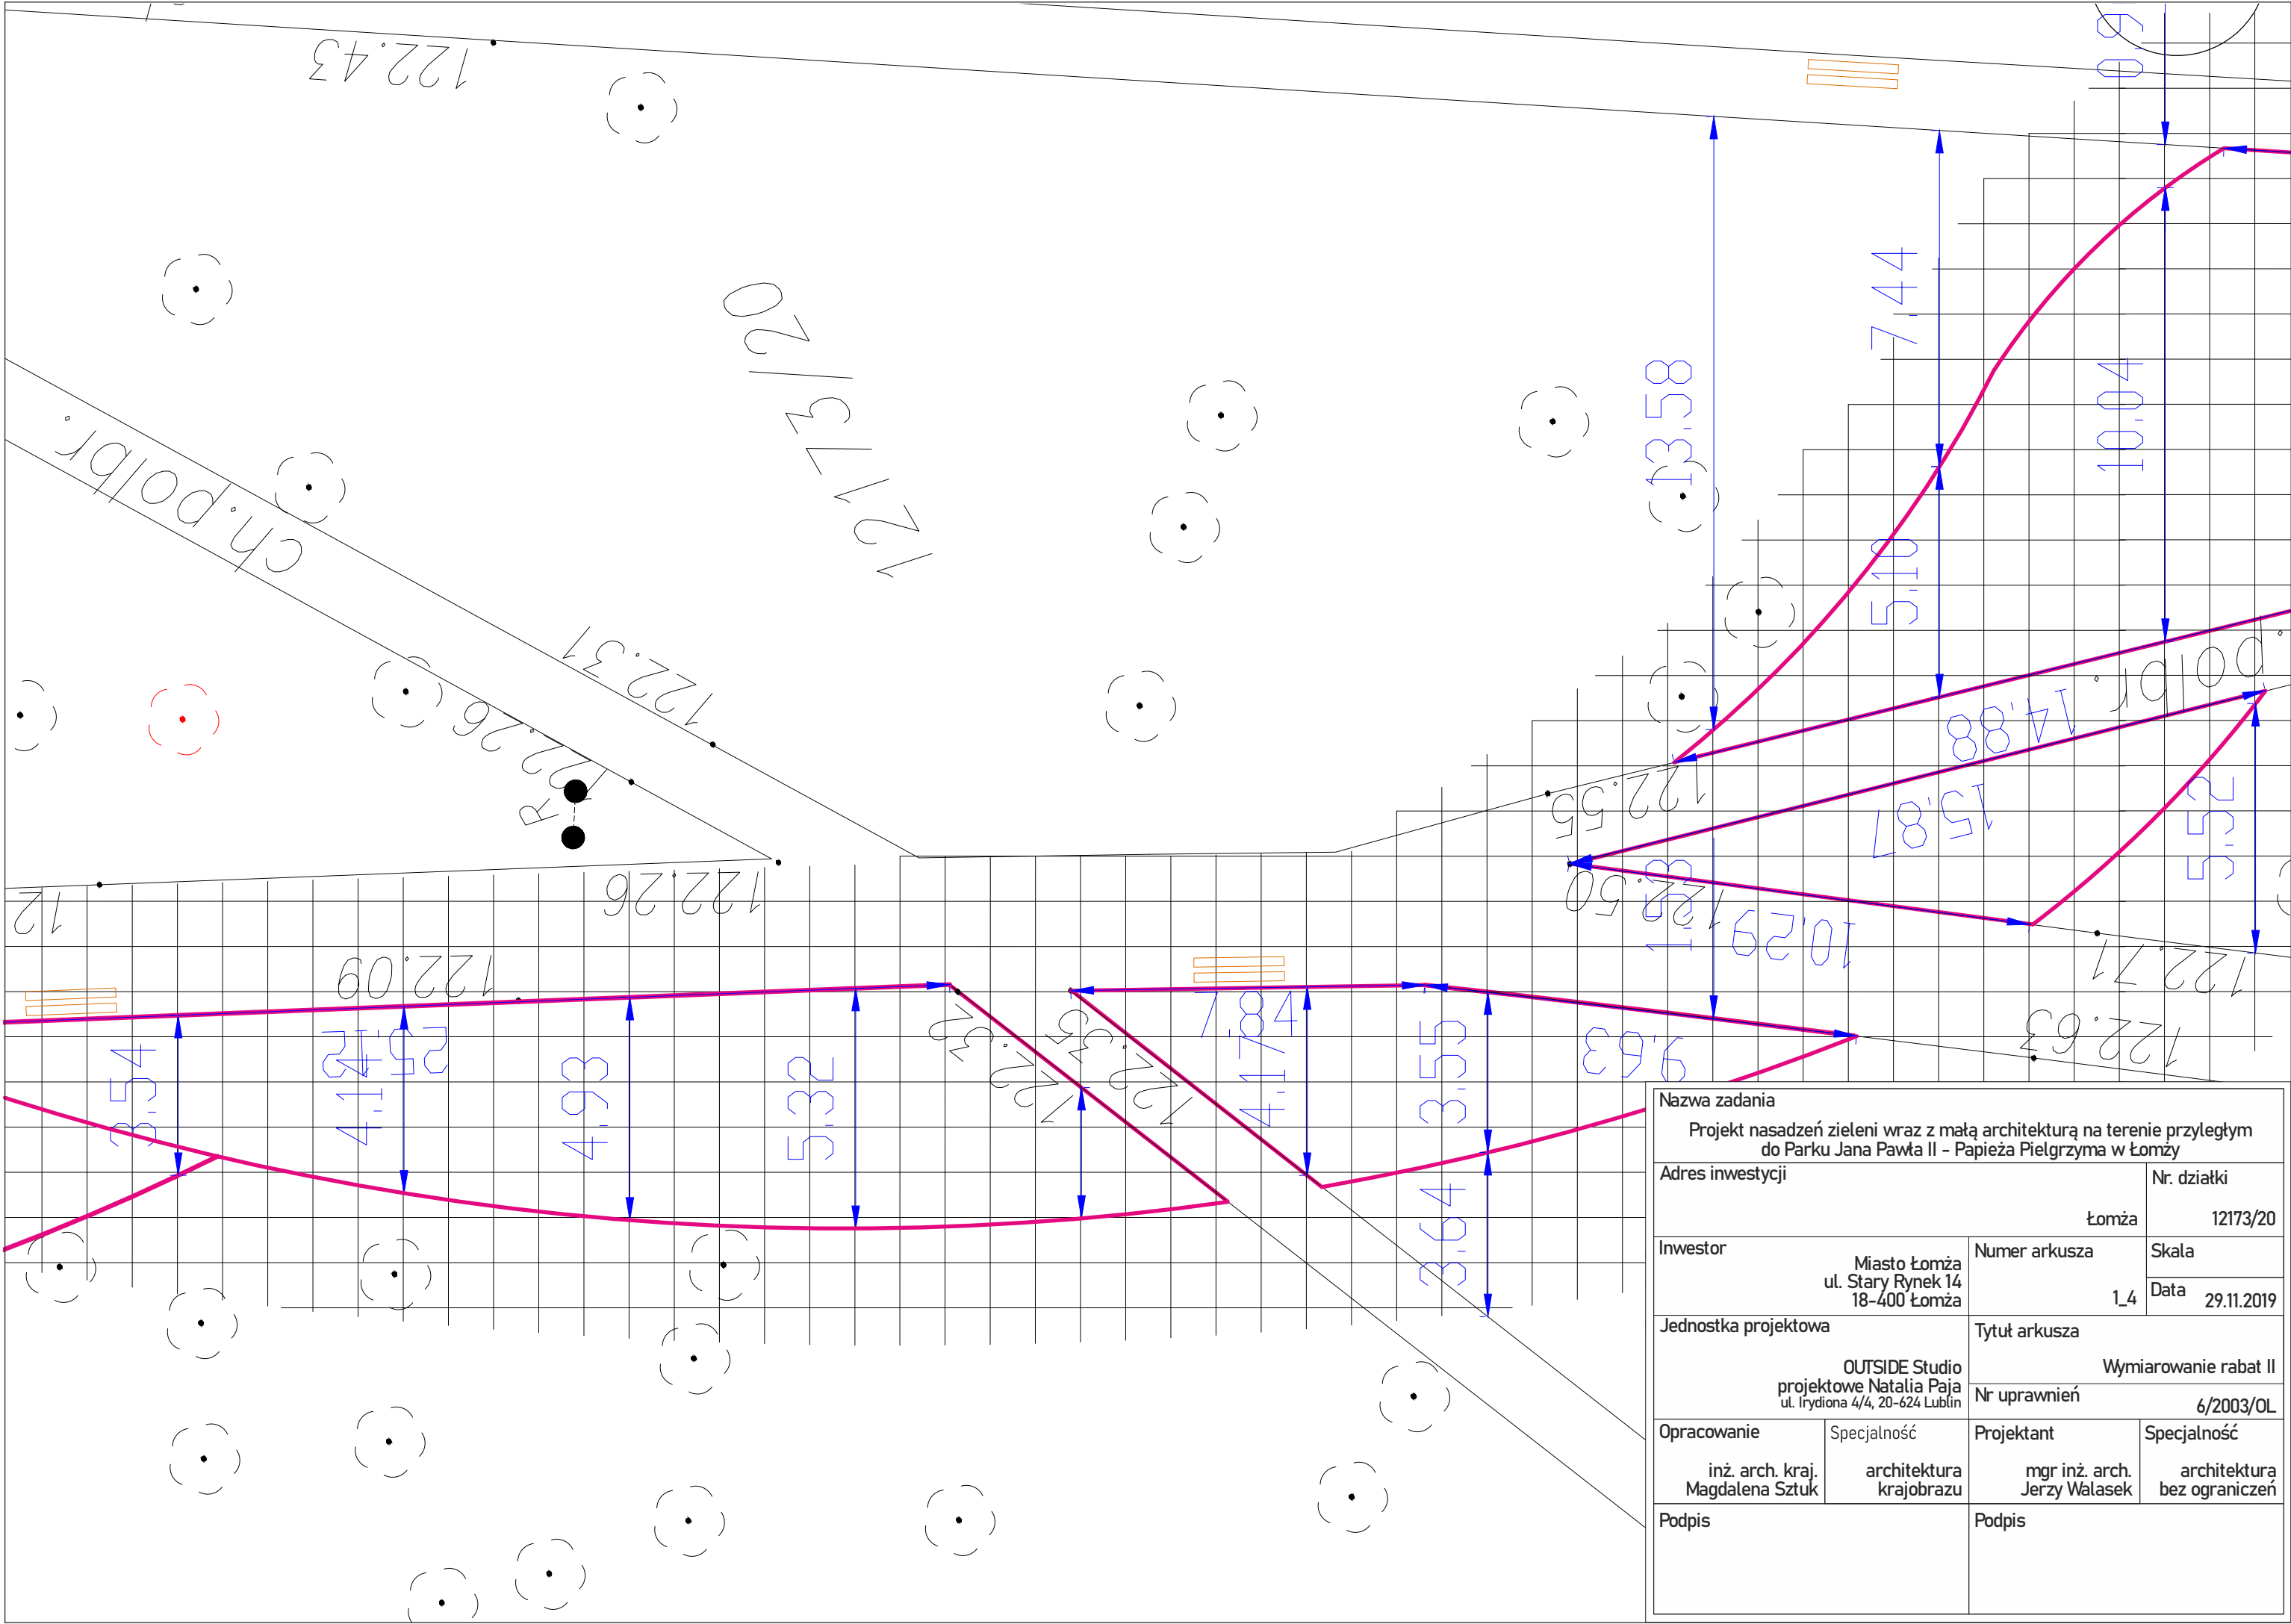 122.43
12173/20
ch.polbr.
122.31
122.26
122.26
12
122.09
122.32
122.35
122.55
122.50
122.71
122.63
.polbr.
13.58
7.44
5.10
10.04
14.88
15.87
5.52
1.53
10.29
9.63
7.84
4.17
3.55
3.64
3.54
4.14
25.52
4.93
5.32
Nazwa zadania
Projekt nasadzeń zieleni wraz z małą architekturą na terenie przyległym
do Parku Jana Pawła II - Papieża Pielgrzyma w Łomży
Adres inwestycji
Łomża
Nr. działki
12173/20
Inwestor
Miasto Łomża
ul. Stary Rynek 14
18-400 Łomża
Numer arkusza
1_4
Skala
Data 29.11.2019
Jednostka projektowa
OUTSIDE Studio
projektowe Natalia Paja
ul. Irydiona 4/4, 20-624 Lublin
Tytuł arkusza
Wymiarowanie rabat II
Nr uprawnień
6/2003/OL
Opracowanie
inż. arch. kraj.
Magdalena Sztuk
Specjalność
architektura
krajobrazu
Projektant
mgr inż. arch.
Jerzy Walasek
Specjalność
architektura
bez ograniczeń
Podpis
Podpis